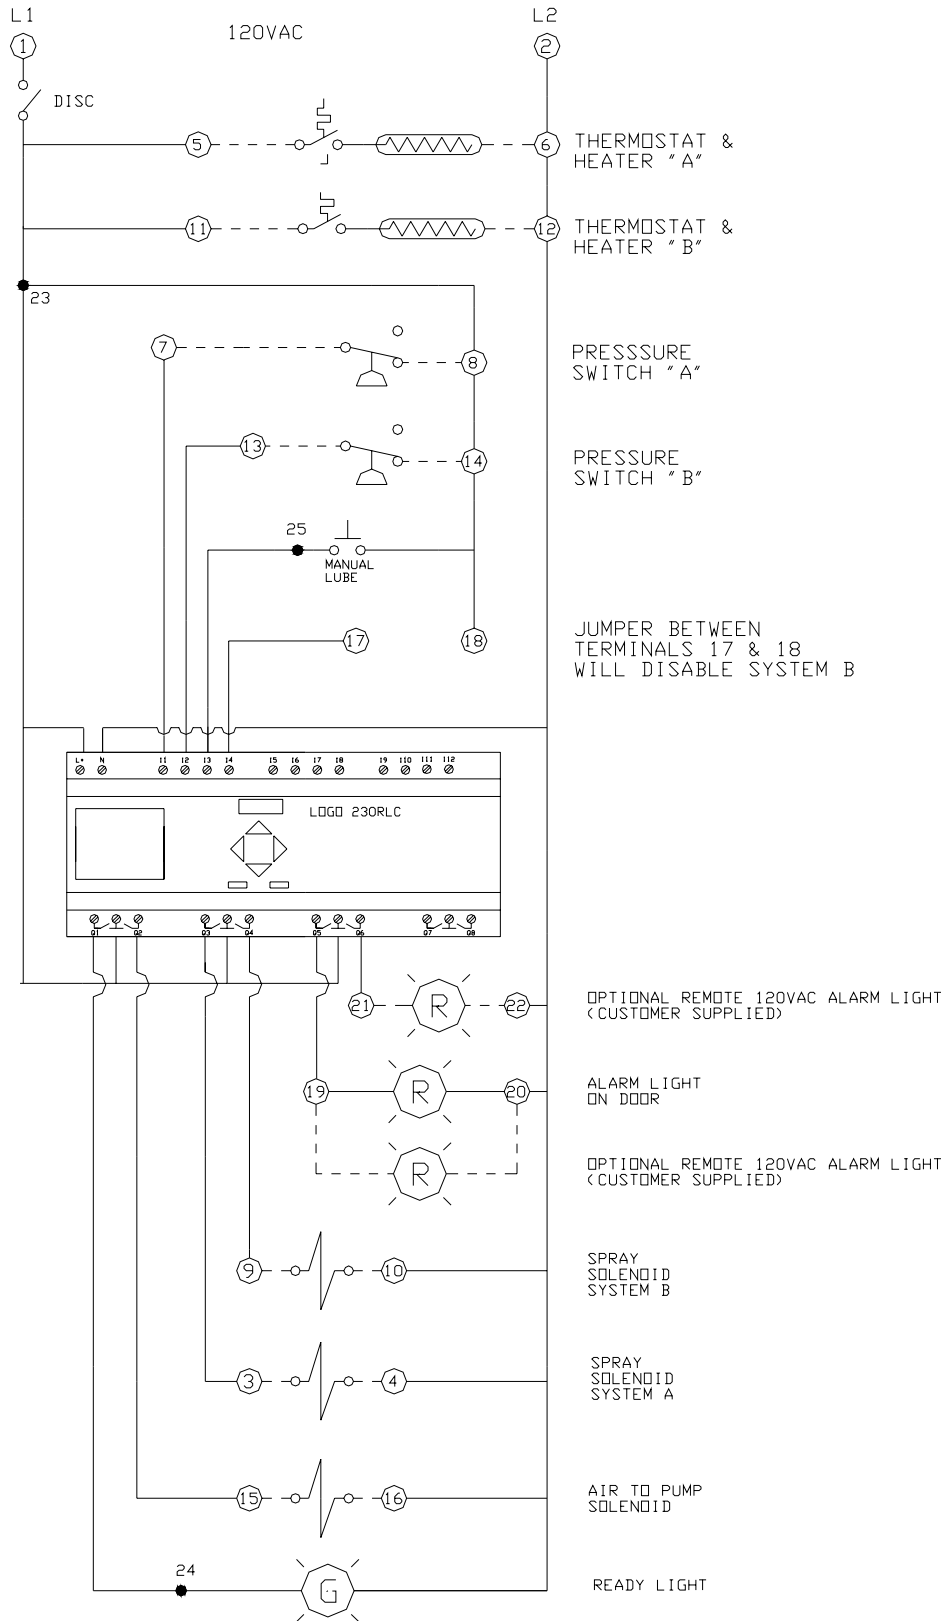 L1
120VAC
L2
1
2
DISC
5
6
THERMOSTAT &
HEATER "A"
11
12
THERMOSTAT &
HEATER "B"
23
7
8
PRESSSURE
SWITCH "A"
13
14
PRESSURE
SWITCH "B"
25
MANUAL
LUBE
17
18
JUMPER BETWEEN
TERMINALS 17 & 18
WILL DISABLE SYSTEM B
L+ N I1 I2 I3 I4 I5 I6 I7 I8 I9 I10 I11 I12
LOGO 230RLC
Q1 Q2 Q3 Q4 Q5 Q6 Q7 Q8
21
R
22
OPTIONAL REMOTE 120VAC ALARM LIGHT
(CUSTOMER SUPPLIED)
19
R
20
ALARM LIGHT
ON DOOR
R
OPTIONAL REMOTE 120VAC ALARM LIGHT
(CUSTOMER SUPPLIED)
9
10
SPRAY
SOLENOID
SYSTEM B
3
4
SPRAY
SOLENOID
SYSTEM A
15
16
AIR TO PUMP
SOLENOID
24
G
READY LIGHT